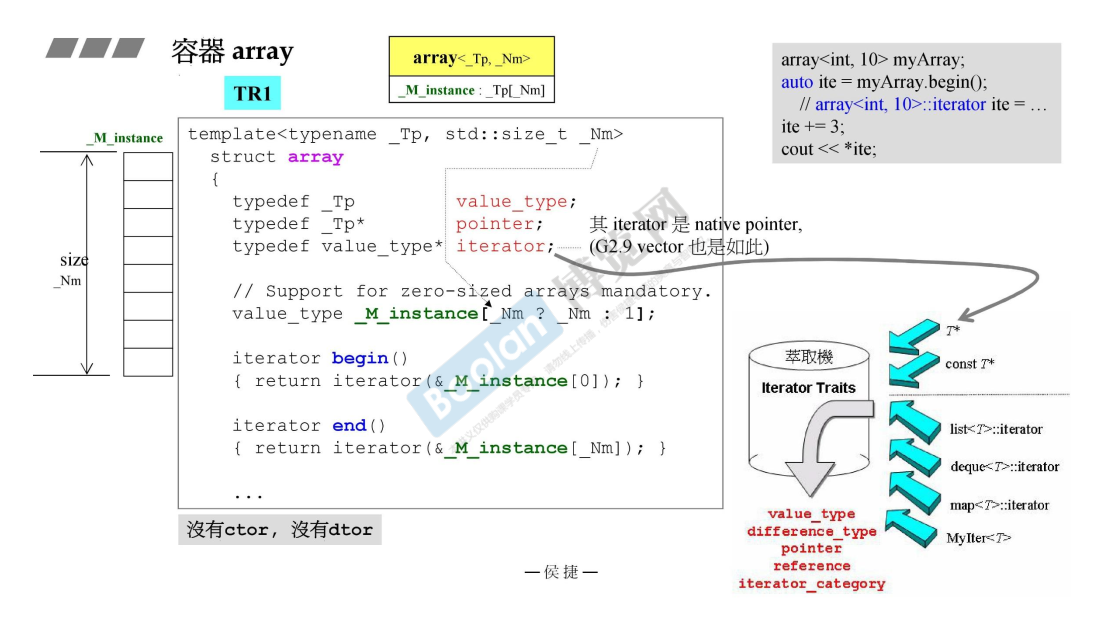 容器 array
TR1
array<_Tp, _Nm>
_M_instance : _Tp[_Nm]
array<int, 10> myArray;
auto ite = myArray.begin();
// array<int, 10>::iterator ite = …
ite += 3;
cout << *ite;
_M_instance
size
_Nm
template<typename _Tp, std::size_t _Nm>
struct array
{
typedef _Tp value_type;
typedef _Tp* pointer;
typedef value_type* iterator;
其 iterator 是 native pointer,
(G2.9 vector 也是如此)
// Support for zero-sized arrays mandatory.
value_type _M_instance[_Nm ? _Nm : 1];
iterator begin()
{ return iterator(&_M_instance[0]); }
iterator end()
{ return iterator(&_M_instance[_Nm]); }
...
沒有ctor, 沒有dtor
萃取機
Iterator Traits
T*
const T*
list<T>::iterator
deque<T>::iterator
map<T>::iterator
MyIter<T>
value_type
difference_type
pointer
reference
iterator_category
— 侯 捷 —
Boolan
博览网